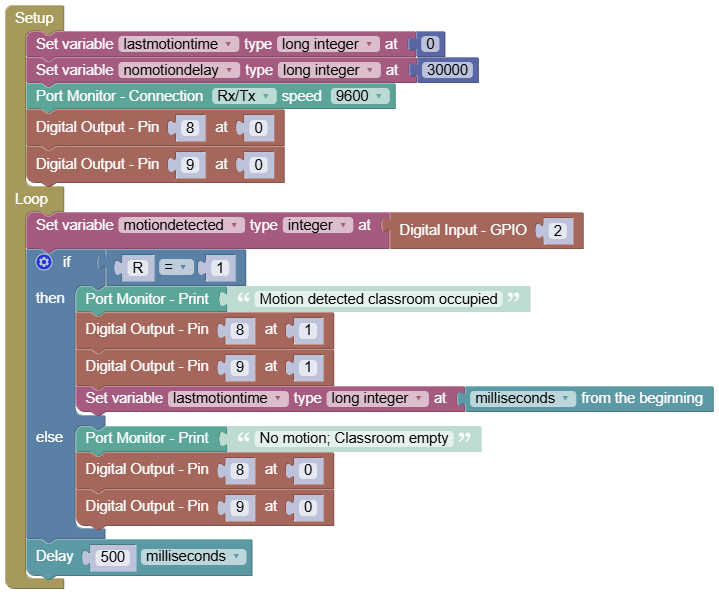 Setup
Set variable lastmotiontime type long integer at 0
Set variable nomotiondelay type long integer at 30000
Port Monitor - Connection Rx/Tx speed 9600
Digital Output - Pin 8 at 0
Digital Output - Pin 9 at 0
Loop
Set variable motiondetected type integer at Digital Input - GPIO 2
if R = 1
then Port Monitor - Print “ Motion detected classroom occupied ”
Digital Output - Pin 8 at 1
Digital Output - Pin 9 at 1
Set variable lastmotiontime type long integer at milliseconds from the beginning
else Port Monitor - Print “ No motion; Classroom empty ”
Digital Output - Pin 8 at 0
Digital Output - Pin 9 at 0
Delay 500 milliseconds